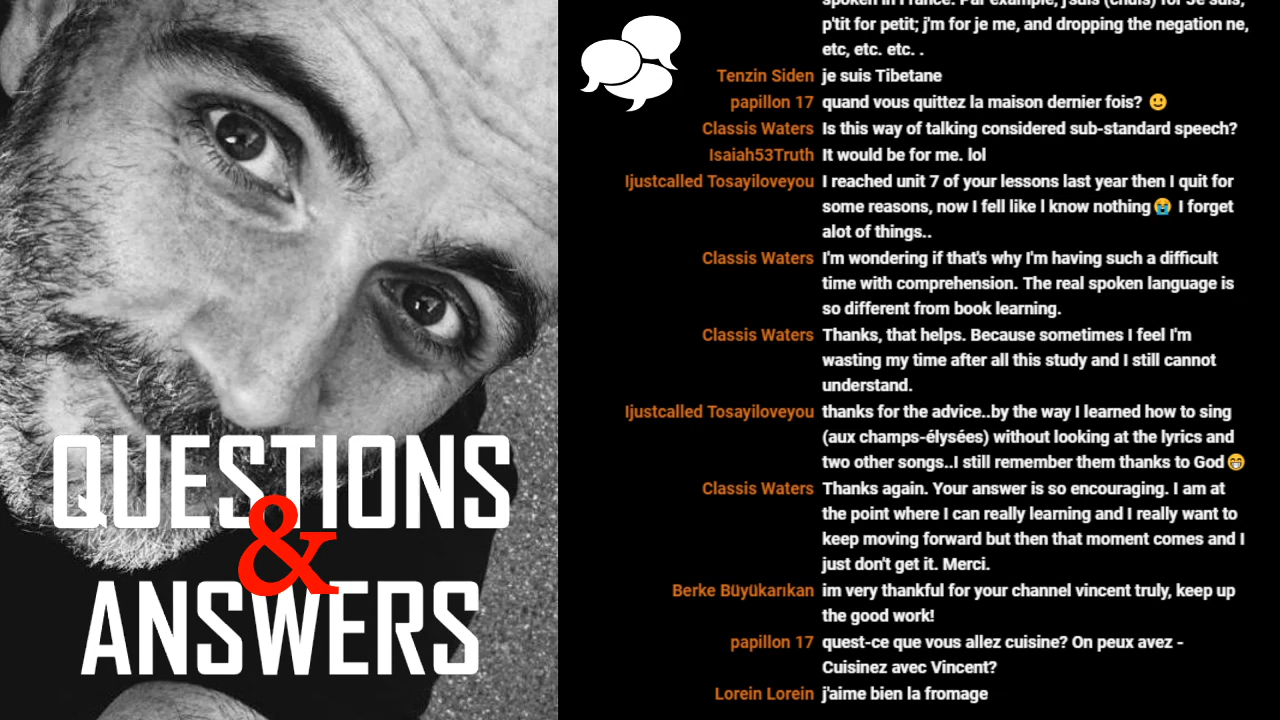 QUESTIONS
&
ANSWERS
spoken in France. Par example, j'suis (chuis) for Je suis,
p'tit for petit; j'm for je me, and dropping the negation ne,
etc, etc. etc. .
Tenzin Siden je suis Tibetane
papillon 17 quand vous quittez la maison dernier fois? 🙂
Classis Waters Is this way of talking considered sub-standard speech?
Isaiah53Truth It would be for me. lol
Ijustcalled Tosayiloveyou I reached unit 7 of your lessons last year then I quit for
some reasons, now I fell like I know nothing😭 I forget
alot of things..
Classis Waters I'm wondering if that's why I'm having such a difficult
time with comprehension. The real spoken language is
so different from book learning.
Classis Waters Thanks, that helps. Because sometimes I feel I'm
wasting my time after all this study and I still cannot
understand.
Ijustcalled Tosayiloveyou thanks for the advice..by the way I learned how to sing
(aux champs-élysées) without looking at the lyrics and
two other songs..I still remember them thanks to God😁
Classis Waters Thanks again. Your answer is so encouraging. I am at
the point where I can really learning and I really want to
keep moving forward but then that moment comes and I
just don't get it. Merci.
Berke Büyükarıkan im very thankful for your channel vincent truly, keep up
the good work!
papillon 17 quest-ce que vous allez cuisine? On peux avez -
Cuisinez avec Vincent?
Lorein Lorein j'aime bien la fromage